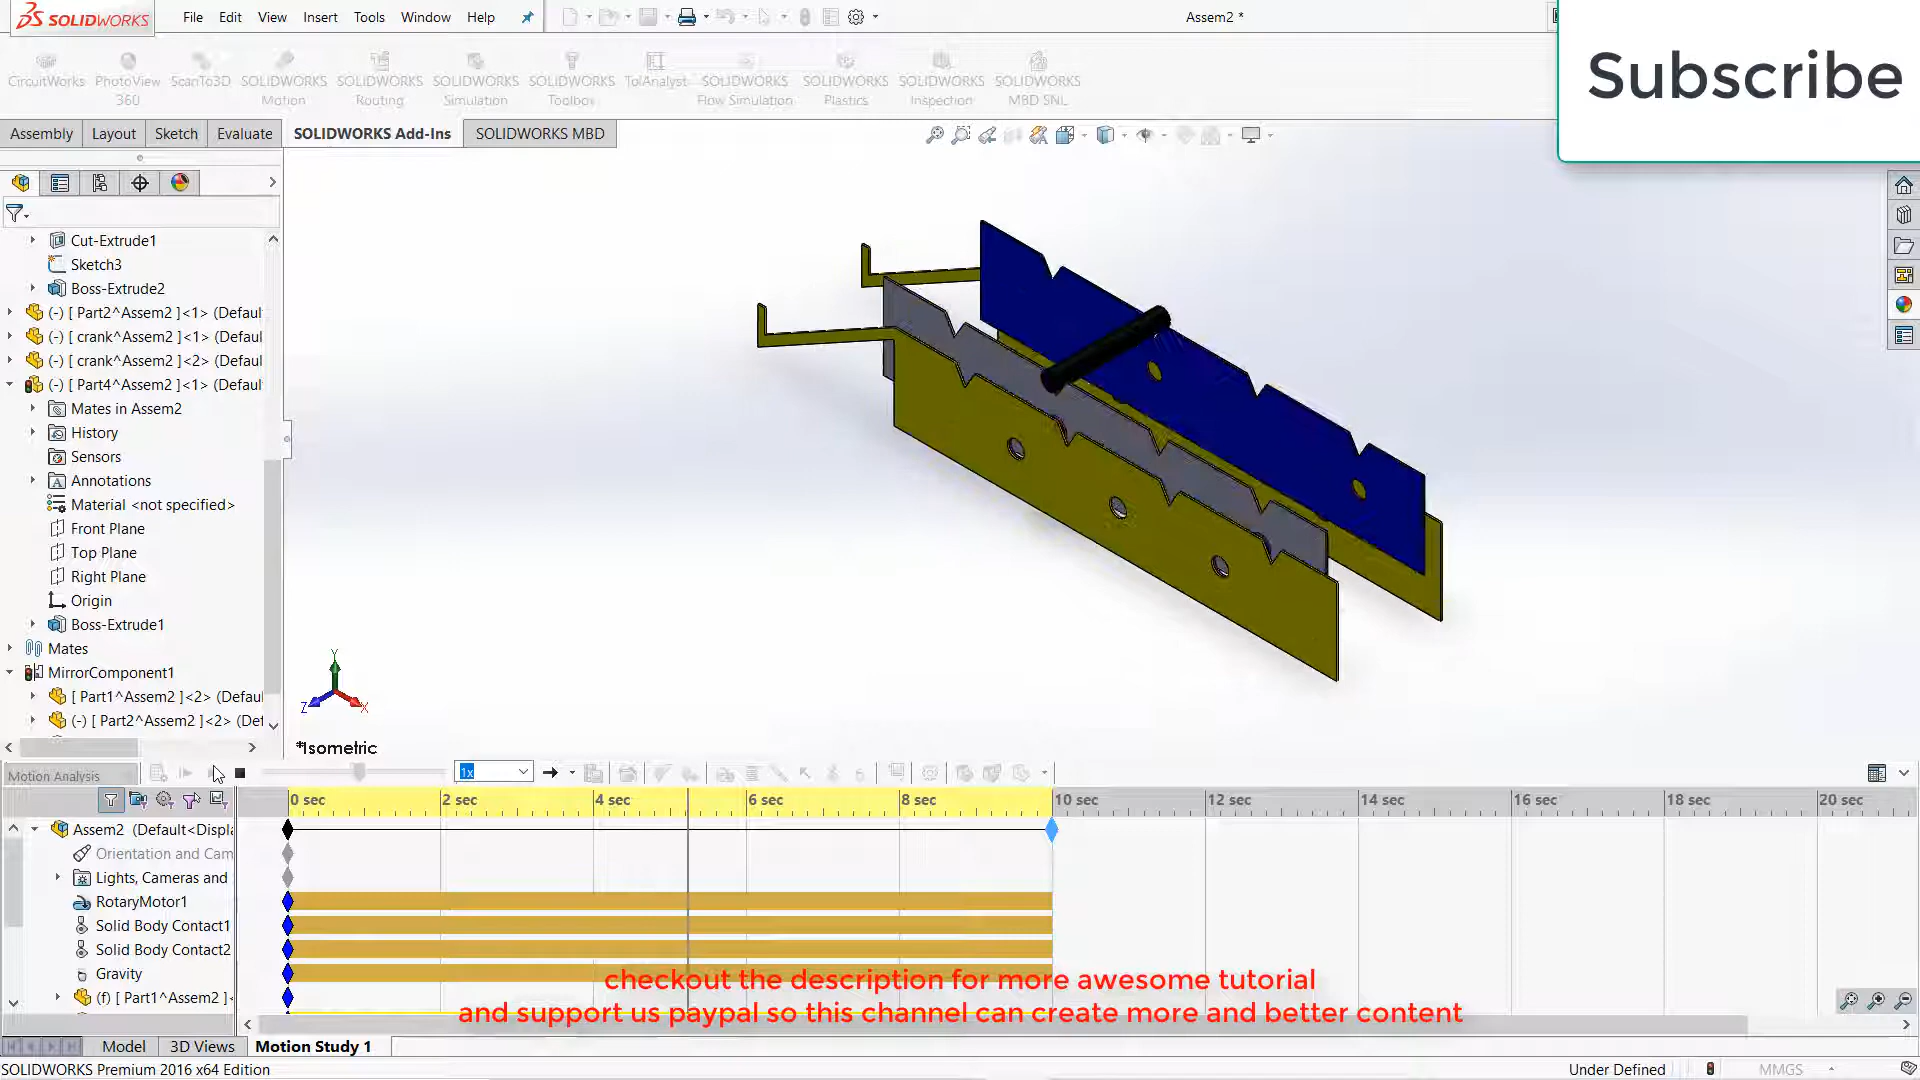 SOLIDWORKS File Edit View Insert Tools Window Help Assem2 *
Subscribe
CircuitWorks PhotoView 360 ScanTo3D SOLIDWORKS Motion SOLIDWORKS Routing SOLIDWORKS Simulation SOLIDWORKS Toolbox TolAnalyst SOLIDWORKS Flow Simulation SOLIDWORKS Plastics SOLIDWORKS Inspection SOLIDWORKS MBD SNL
Assembly Layout Sketch Evaluate SOLIDWORKS Add-Ins SOLIDWORKS MBD
Cut-Extrude1
Sketch3
Boss-Extrude2
(-) [ Part2^Assem2 ]<1> (Defaul
(-) [ crank^Assem2 ]<1> (Defaul
(-) [ crank^Assem2 ]<2> (Defaul
(-) [ Part4^Assem2 ]<1> (Defaul
Mates in Assem2
History
Sensors
Annotations
Material <not specified>
Front Plane
Top Plane
Right Plane
Origin
Boss-Extrude1
Mates
MirrorComponent1
[ Part1^Assem2 ]<2> (Defau
(-) [ Part2^Assem2 ]<2> (Def
Y
Z X
*Isometric
Motion Analysis 1x
0 sec 2 sec 4 sec 6 sec 8 sec 10 sec 12 sec 14 sec 16 sec 18 sec 20 sec
Assem2 (Default<Displa
Orientation and Cam
Lights, Cameras and
RotaryMotor1
Solid Body Contact1
Solid Body Contact2
Gravity
(f) [ Part1^Assem2 ]<
checkout the description for more awesome tutorial
and support us paypal so this channel can create more and better content
Model 3D Views Motion Study 1
SOLIDWORKS Premium 2016 x64 Edition Under Defined MMGS